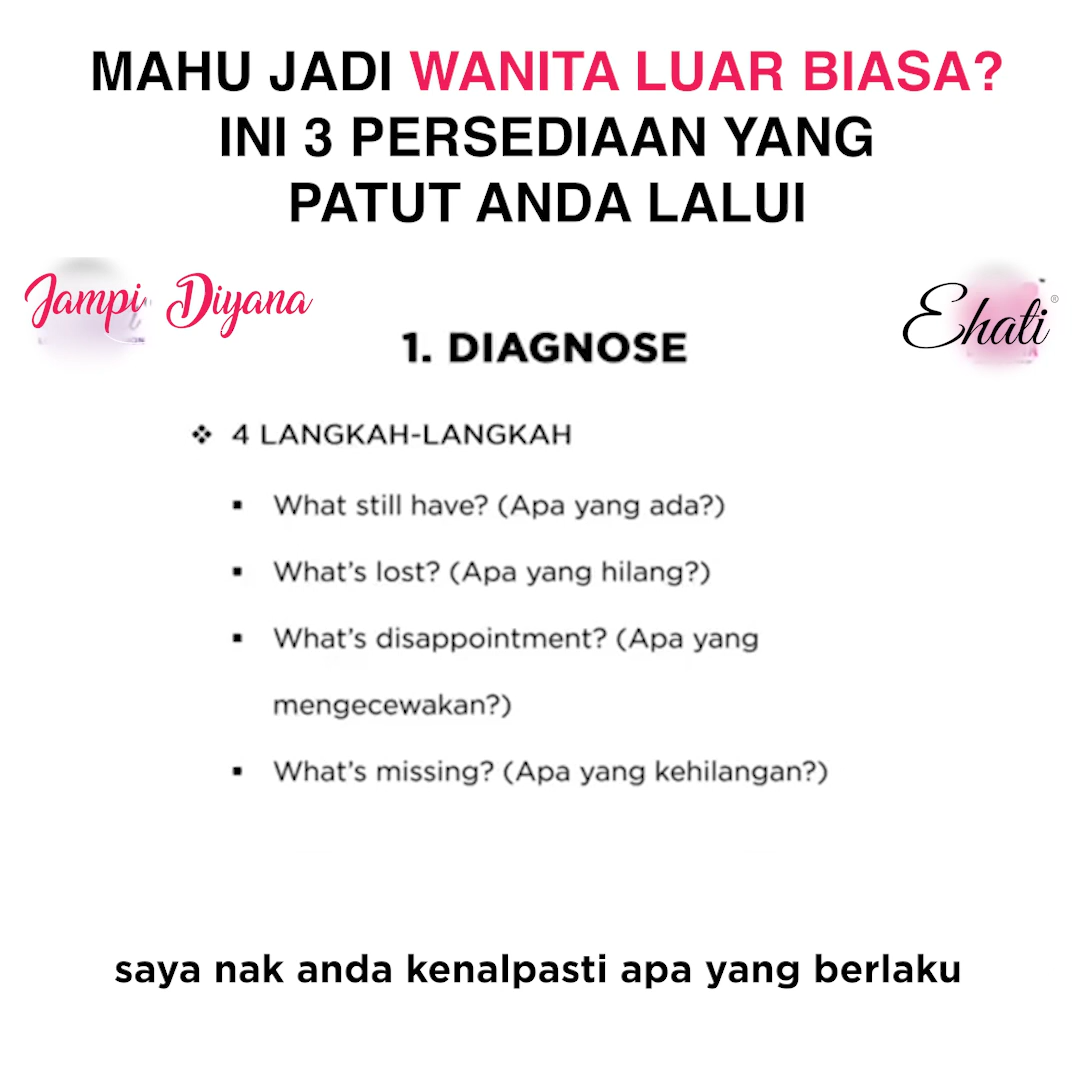 MAHU JADI WANITA LUAR BIASA?
INI 3 PERSEDIAAN YANG
PATUT ANDA LALUI
Jampi Diyana
Ehati®
1. DIAGNOSE
❖ 4 LANGKAH-LANGKAH
▪ What still have? (Apa yang ada?)
▪ What's lost? (Apa yang hilang?)
▪ What's disappointment? (Apa yang
mengecewakan?)
▪ What's missing? (Apa yang kehilangan?)
saya nak anda kenalpasti apa yang berlaku